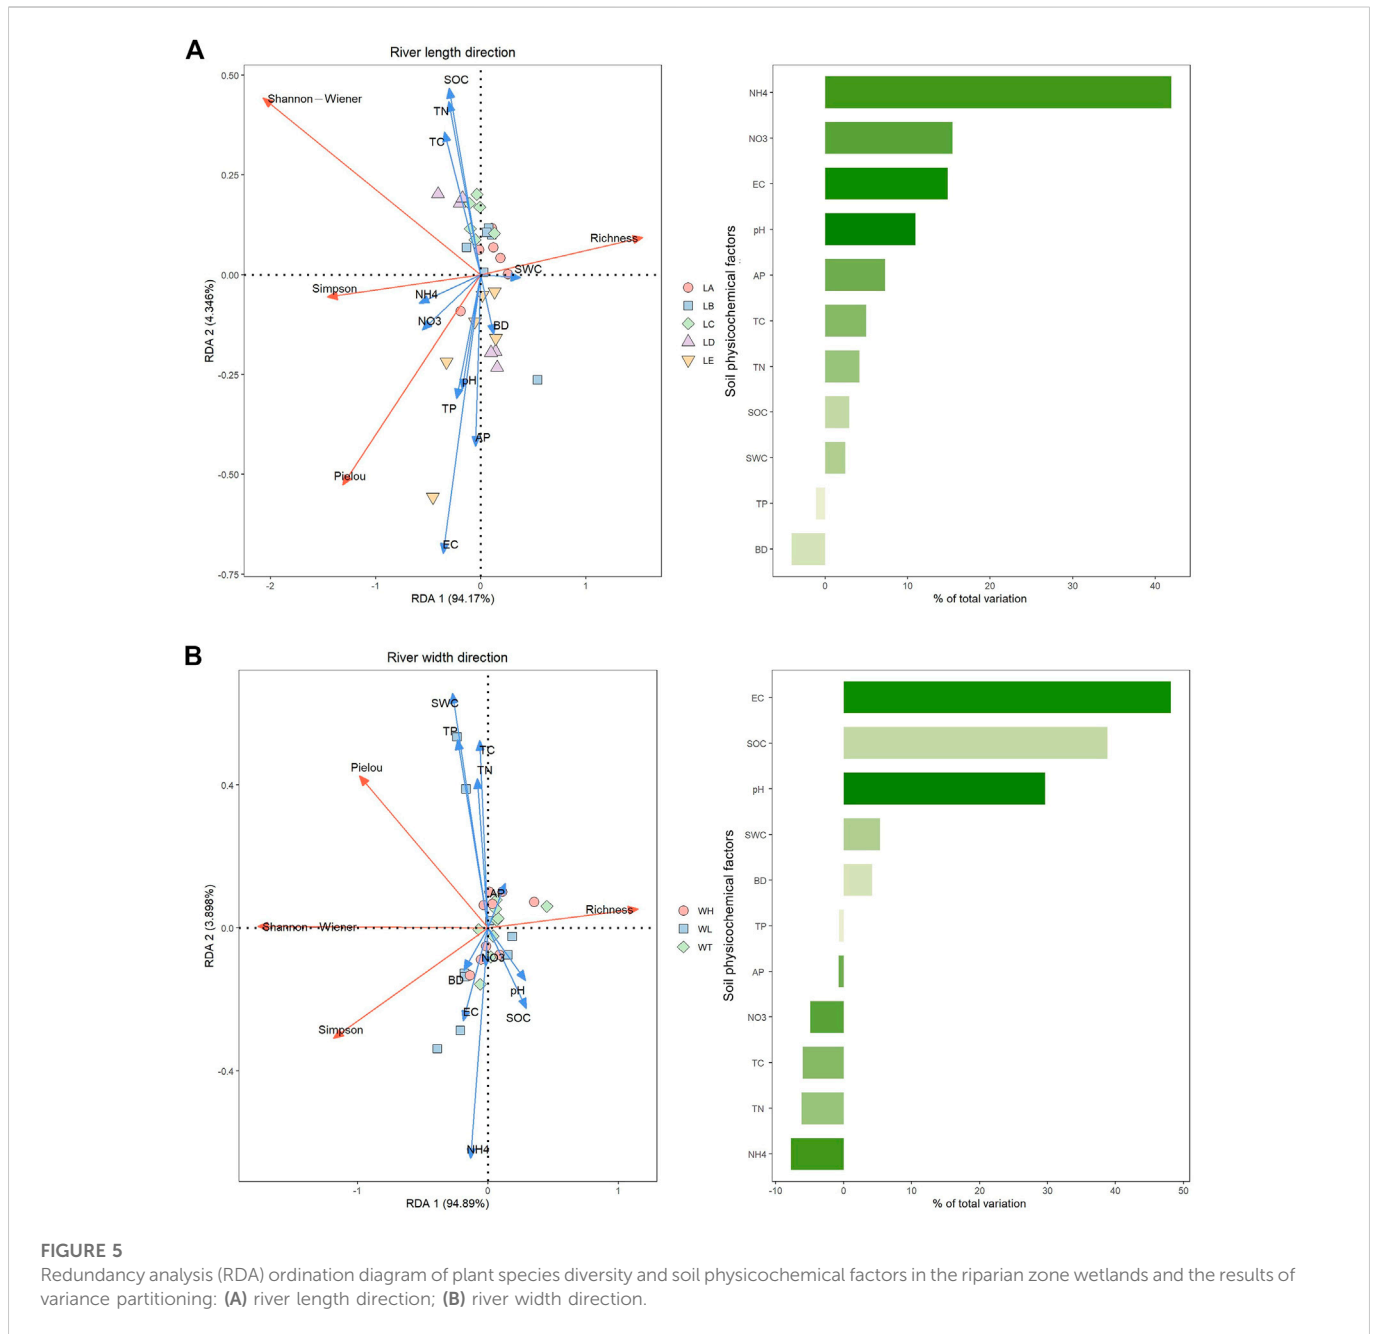 A
River length direction
0.50
0.25
0.00
-0.25
-0.50
-0.75
RDA 2 (4.346%)
SOC
Shannon−Wiener
TN
TC
Richness
SWC
Simpson
NH4
NO3
BD
pH
TP
AP
Pielou
EC
-2
-1
0
1
RDA 1 (94.17%)
LA
LB
LC
LD
LE
Soil physicochemical factors
NH4
NO3
EC
pH
AP
TC
TN
SOC
SWC
TP
BD
0
10
20
30
40
% of total variation
B
River width direction
0.4
0.0
-0.4
RDA 2 (3.898%)
SWC
TP
TC
Pielou
TN
AP
Richness
Shannon−Wiener
NO3
BD
pH
EC
SOC
Simpson
NH4
-1
0
1
RDA 1 (94.89%)
WH
WL
WT
Soil physicochemical factors
EC
SOC
pH
SWC
BD
TP
AP
NO3
TC
TN
NH4
-10
0
10
20
30
40
50
% of total variation
FIGURE 5
Redundancy analysis (RDA) ordination diagram of plant species diversity and soil physicochemical factors in the riparian zone wetlands and the results of
variance partitioning: (A) river length direction; (B) river width direction.